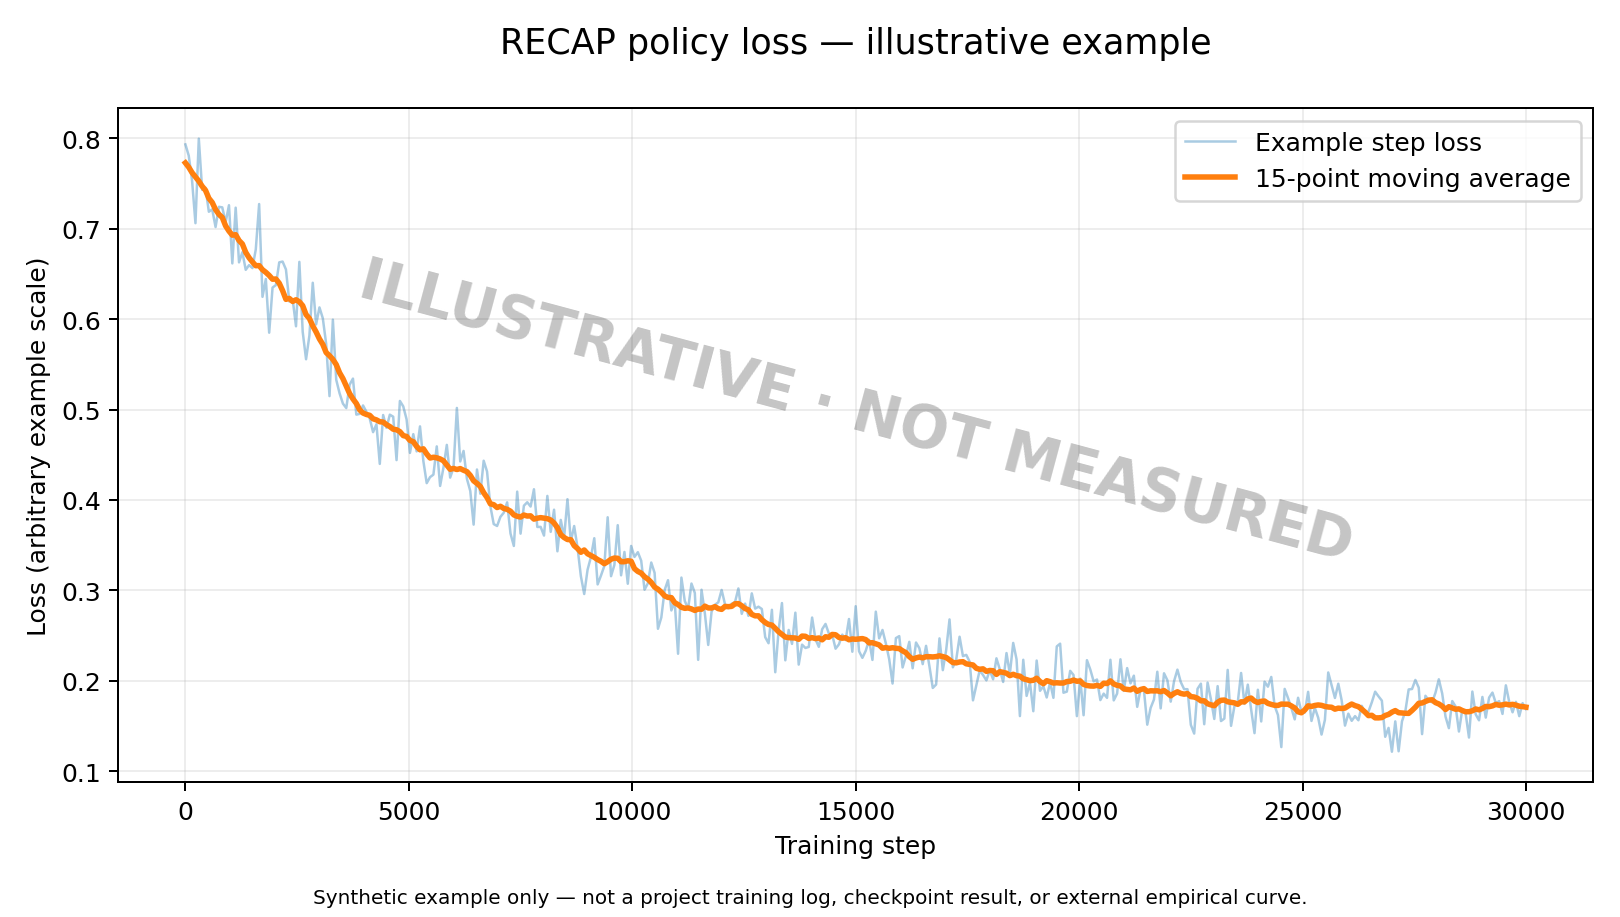 RECAP policy loss — illustrative example
Example step loss
15-point moving average
ILLUSTRATIVE · NOT MEASURED
Loss (arbitrary example scale)
0.8
0.7
0.6
0.5
0.4
0.3
0.2
0.1
0 5000 10000 15000 20000 25000 30000
Training step
Synthetic example only — not a project training log, checkpoint result, or external empirical curve.